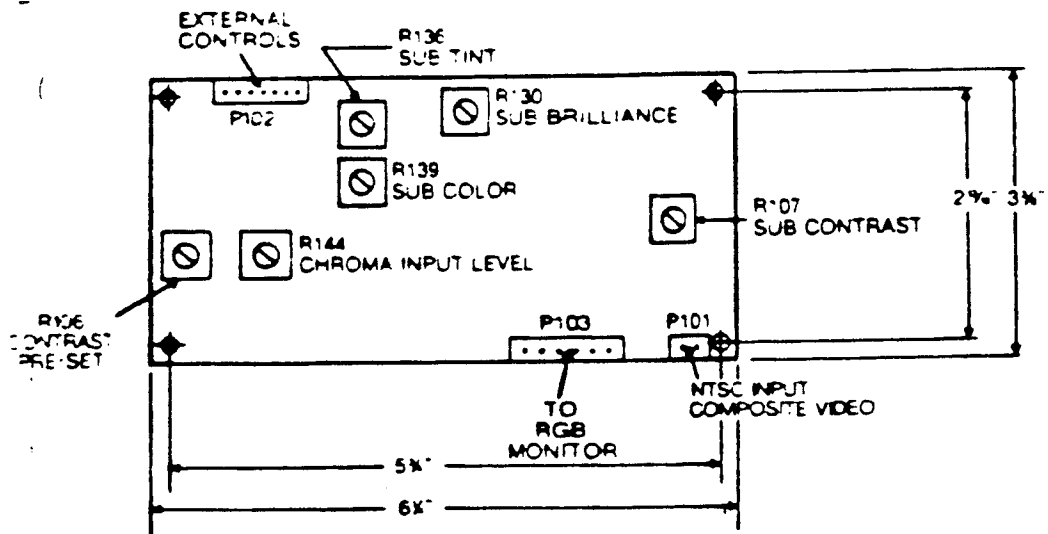 EXTERNAL
CONTROLS
R136
SUB TINT
P102
R130
SUB BRILLIANCE
R139
SUB COLOR
R107
SUB CONTRAST
R144
CHROMA INPUT LEVEL
CONTRAST
PRE-SET
P103
P101
TO
RGB
MONITOR
NTSC INPUT
COMPOSITE VIDEO